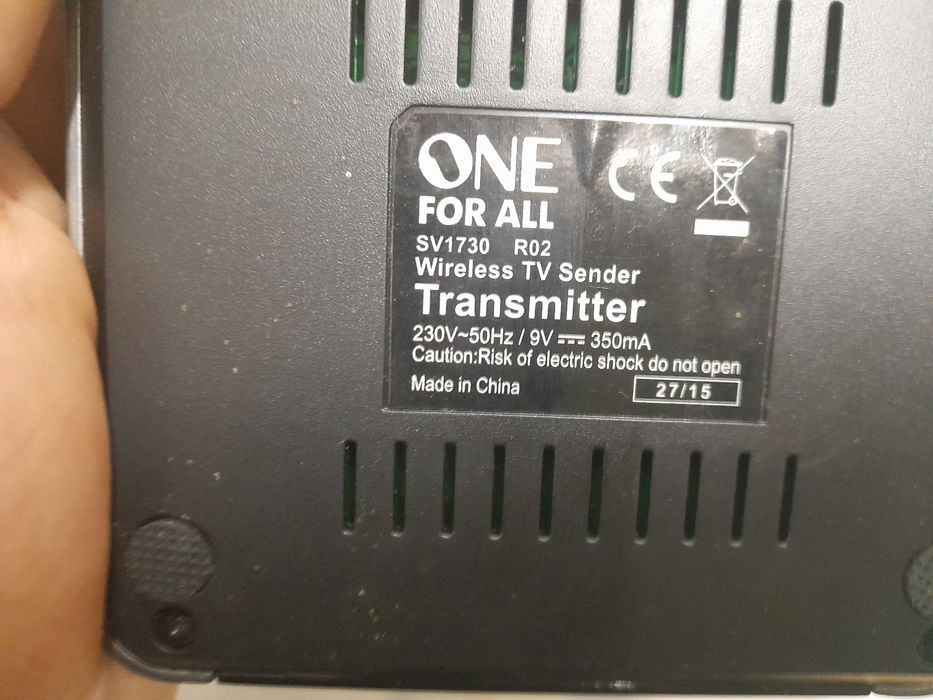 ONE
FOR ALL
CE
SV1730 R02
Wireless TV Sender
Transmitter
230V~50Hz / 9V ⎓ 350mA
Caution:Risk of electric shock do not open
Made in China
27/15